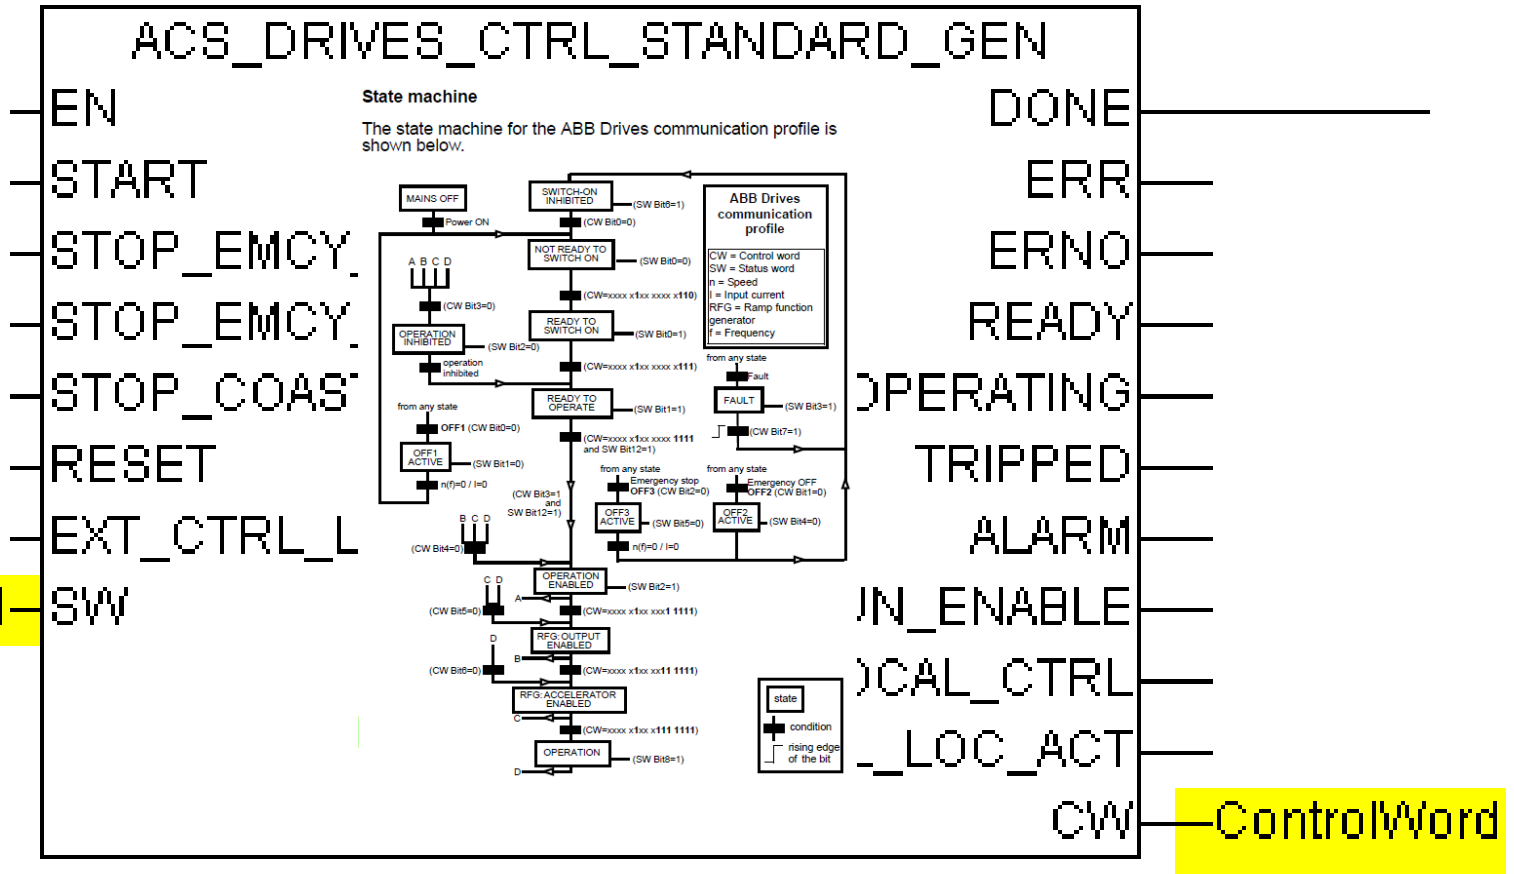 ACS_DRIVES_CTRL_STANDARD_GEN
EN
START
STOP_EMCY_
STOP_EMCY_
STOP_COAS
RESET
EXT_CTRL_L
SW
DONE
ERR
ERNO
READY
OPERATING
TRIPPED
ALARM
N_ENABLE
OCAL_CTRL
_LOC_ACT
CW
ControlWord
State machine
The state machine for the ABB Drives communication profile is
shown below.
MAINS OFF
Power ON
SWITCH-ON
INHIBITED
(SW Bit6=1)
(CW Bit0=0)
NOT READY TO
SWITCH ON
(SW Bit0=0)
A B C D
(CW Bit3=0)
(CW=xxxx x1xx xxxx x110)
OPERATION
INHIBITED
(SW Bit2=0)
operation
inhibited
READY TO
SWITCH ON
(SW Bit0=1)
(CW=xxxx x1xx xxxx x111)
READY TO
OPERATE
(SW Bit1=1)
from any state
OFF1 (CW Bit0=0)
OFF1
ACTIVE
(SW Bit1=0)
n(f)=0 / I=0
(CW=xxxx x1xx xxxx 1111
and SW Bit12=1)
(CW Bit3=1
and
SW Bit12=1)
ABB Drives
communication
profile
CW = Control word
SW = Status word
n = Speed
I = Input current
RFG = Ramp function
generator
f = Frequency
from any state
Fault
FAULT
(SW Bit3=1)
(CW Bit7=1)
from any state
Emergency stop
OFF3 (CW Bit2=0)
OFF3
ACTIVE
(SW Bit5=0)
n(f)=0 / I=0
from any state
Emergency OFF
OFF2 (CW Bit1=0)
OFF2
ACTIVE
(SW Bit4=0)
B C D
(CW Bit4=0)
OPERATION
ENABLED
(SW Bit2=1)
A
C D
(CW Bit5=0)
(CW=xxxx x1xx xxx1 1111)
RFG: OUTPUT
ENABLED
B
D
(CW Bit6=0)
(CW=xxxx x1xx xx11 1111)
RFG: ACCELERATOR
ENABLED
C
(CW=xxxx x1xx x111 1111)
OPERATION
(SW Bit8=1)
D
state
condition
rising edge
of the bit